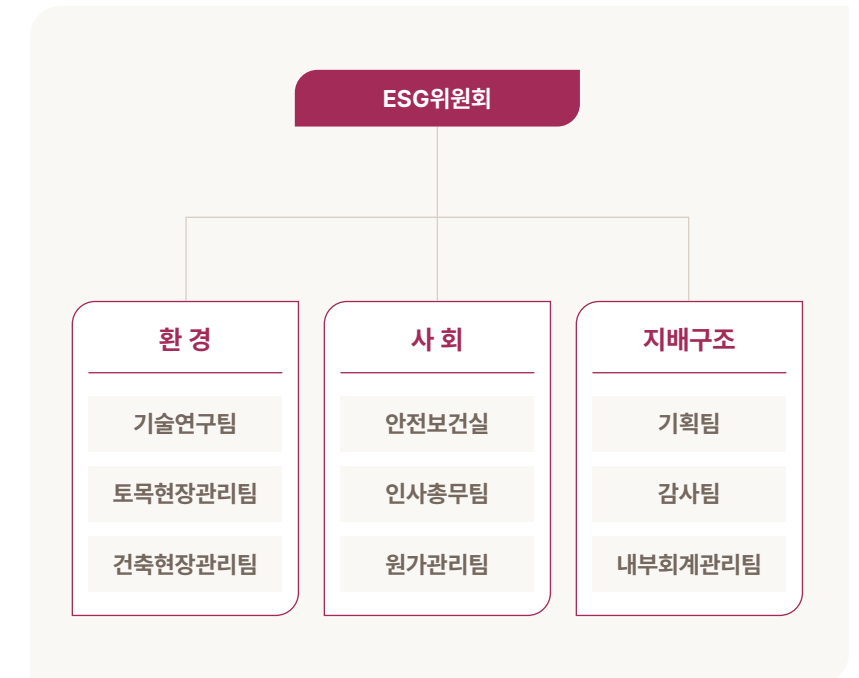 ESG위원회
환 경
기술연구팀
토목현장관리팀
건축현장관리팀
사 회
안전보건실
인사총무팀
원가관리팀
지배구조
기획팀
감사팀
내부회계관리팀